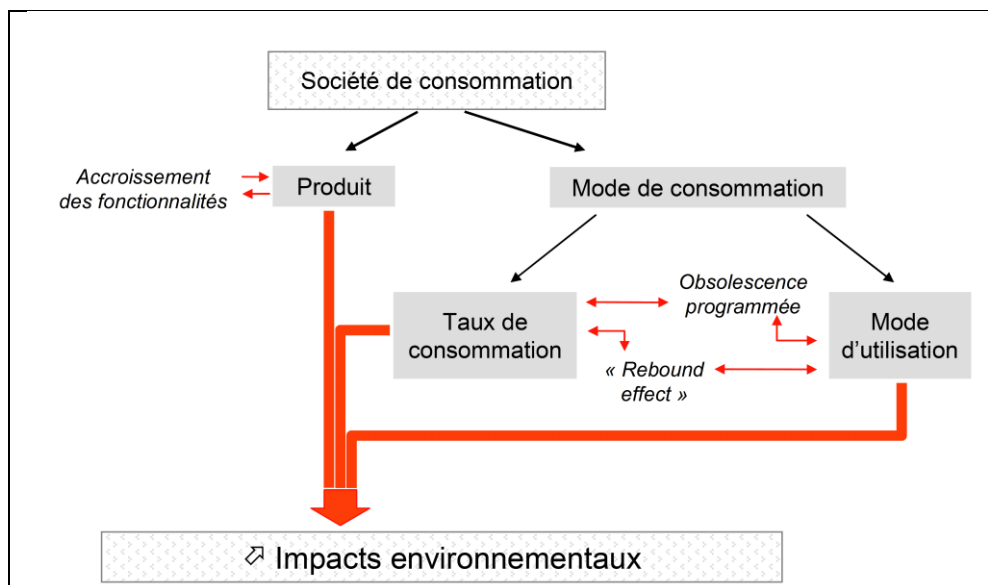 Société de consommation
Accroissement
des fonctionnalités
Produit
Mode de consommation
Obsolescence
programmée
Taux de
consommation
Mode
d'utilisation
« Rebound
effect »
⬀ Impacts environnementaux